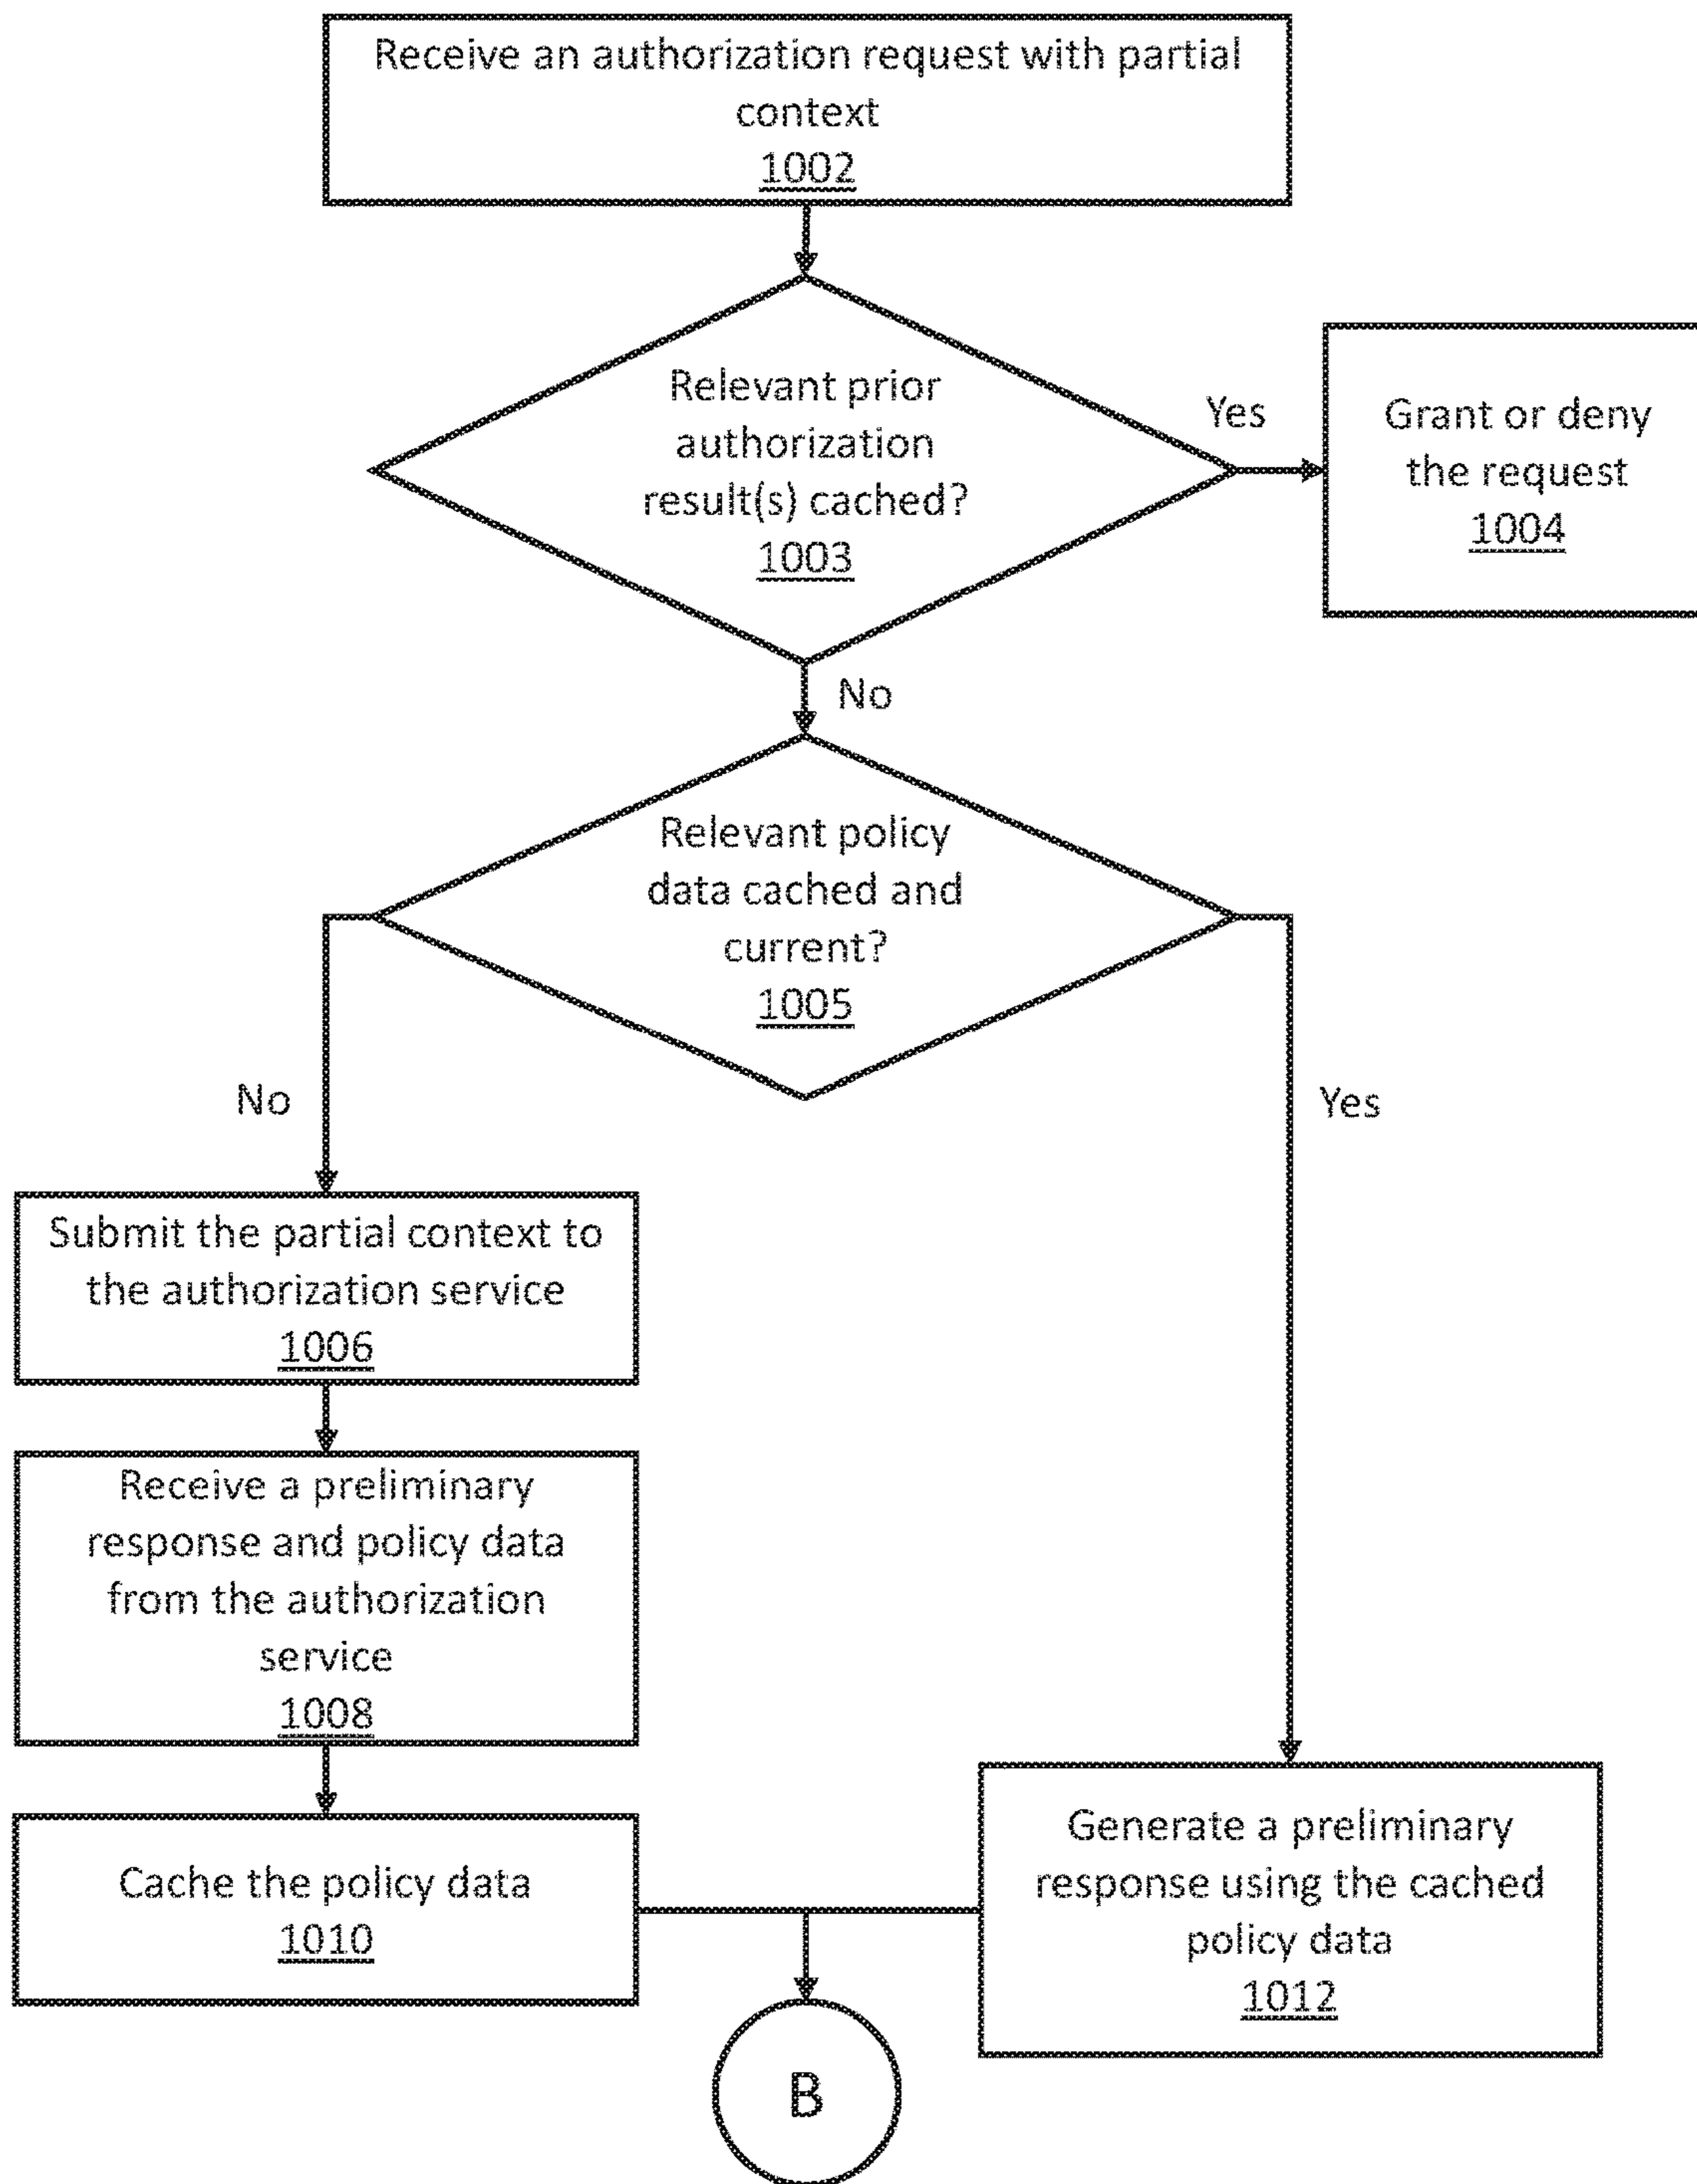 Receive an authorization request with partial
context
1002
Relevant prior
authorization
result(s) cached?
1003
Yes
Grant or deny
the request
1004
No
Relevant policy
data cached and
current?
1005
No
Yes
Submit the partial context to
the authorization service
1006
Receive a preliminary
response and policy data
from the authorization
service
1008
Cache the policy data
1010
Generate a preliminary
response using the cached
policy data
1012
B